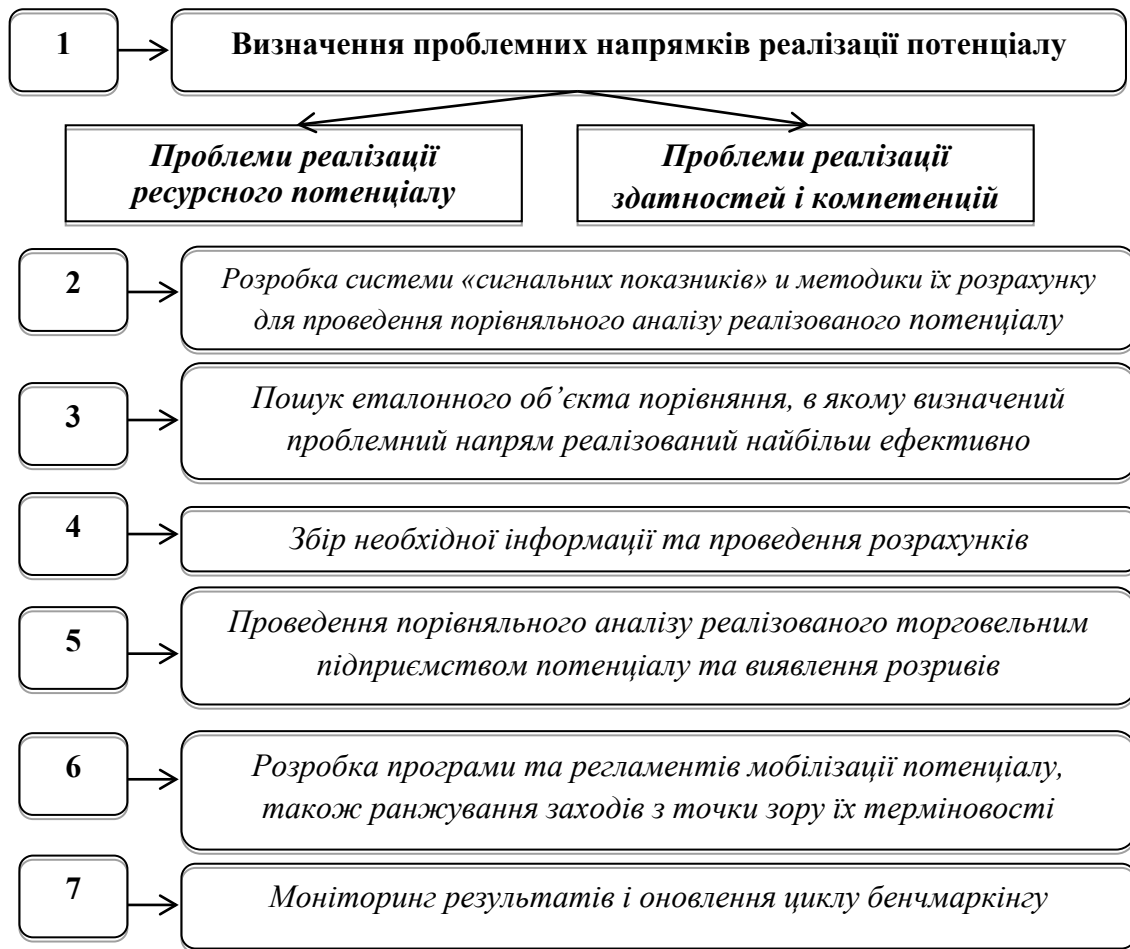 1
Визначення проблемних напрямків реалізації потенціалу
Проблеми реалізації
ресурсного потенціалу
Проблеми реалізації
здатностей і компетенцій
2
Розробка системи «сигнальних показників» и методики їх розрахунку
для проведення порівняльного аналізу реалізованого потенціалу
3
Пошук еталонного об’єкта порівняння, в якому визначений
проблемний напрям реалізований найбільш ефективно
4
Збір необхідної інформації та проведення розрахунків
5
Проведення порівняльного аналізу реалізованого торговельним
підприємством потенціалу та виявлення розривів
6
Розробка програми та регламентів мобілізації потенціалу,
також ранжування заходів з точки зору їх терміновості
7
Моніторинг результатів і оновлення циклу бенчмаркінгу